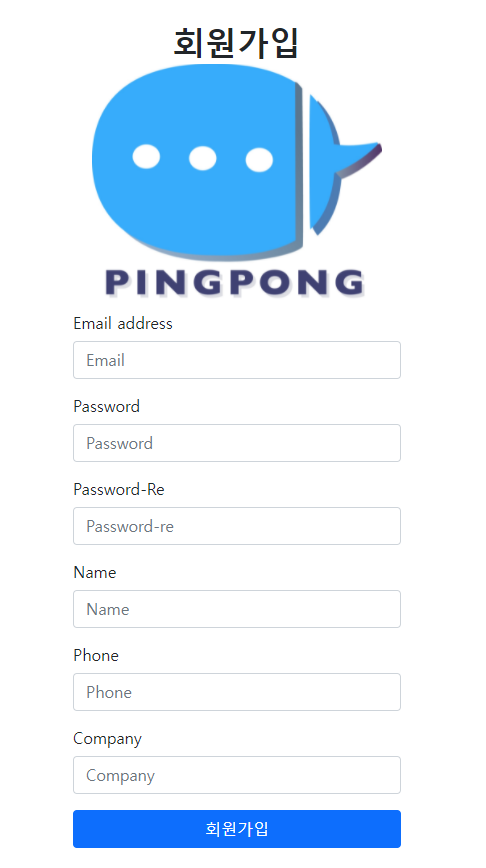 회원가입
PINGPONG
Email address
Email
Password
Password
Password-Re
Password-re
Name
Name
Phone
Phone
Company
Company
회원가입